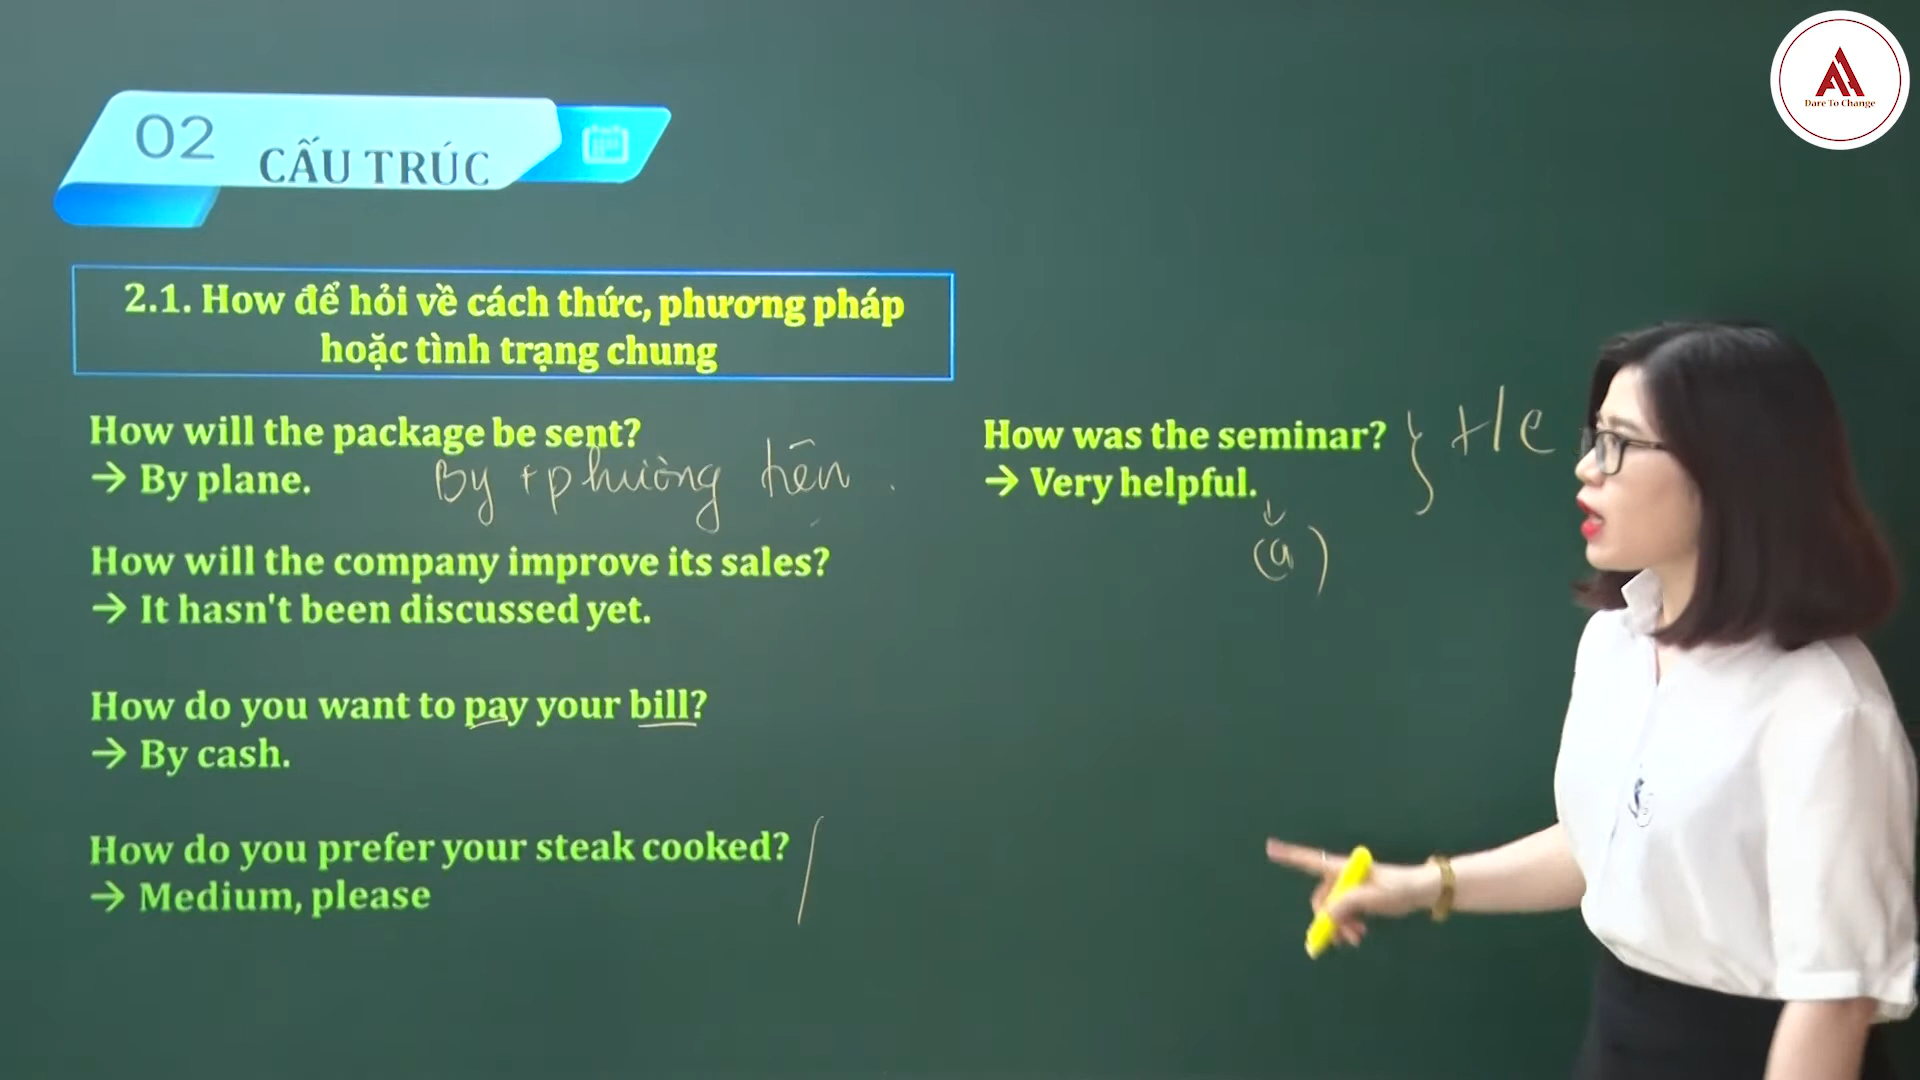 Dare To Change
02
CẤU TRÚC
2.1. How để hỏi về cách thức, phương pháp
hoặc tình trạng chung
How will the package be sent?
→ By plane.
By + phương tiện .
How will the company improve its sales?
→ It hasn't been discussed yet.
How do you want to pay your bill?
→ By cash.
How do you prefer your steak cooked?
→ Medium, please
How was the seminar?
→ Very helpful.
(a)